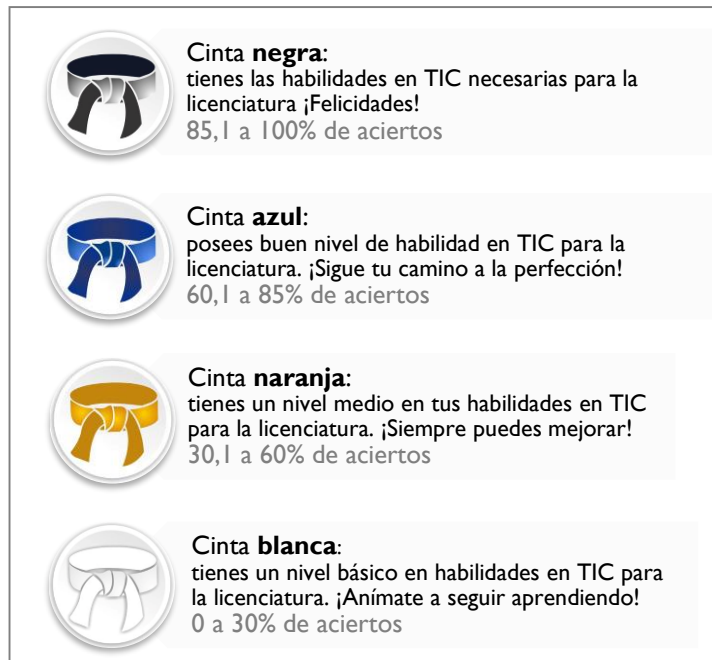 Cinta negra:
tienes las habilidades en TIC necesarias para la
licenciatura ¡Felicidades!
85,1 a 100% de aciertos
Cinta azul:
posees buen nivel de habilidad en TIC para la
licenciatura. ¡Sigue tu camino a la perfección!
60,1 a 85% de aciertos
Cinta naranja:
tienes un nivel medio en tus habilidades en TIC
para la licenciatura. ¡Siempre puedes mejorar!
30,1 a 60% de aciertos
Cinta blanca:
tienes un nivel básico en habilidades en TIC para
la licenciatura. ¡Anímate a seguir aprendiendo!
0 a 30% de aciertos